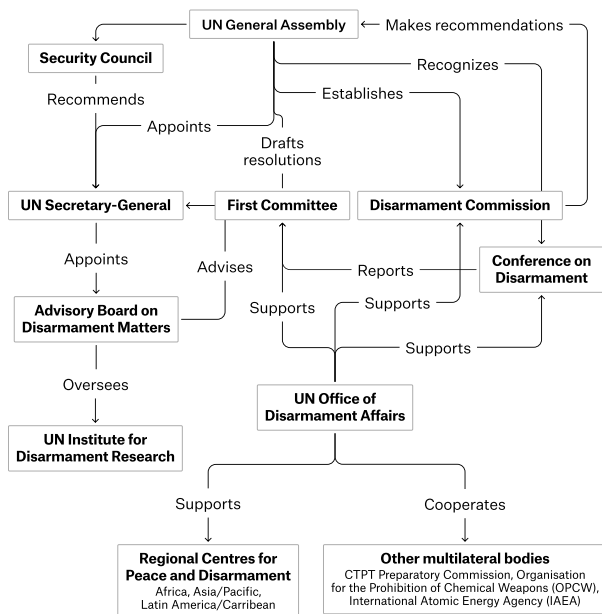 UN General Assembly
Makes recommendations
Security Council
Recognizes
Recommends
Establishes
Appoints
Drafts
resolutions
UN Secretary-General
First Committee
Disarmament Commission
Appoints
Advises
Reports
Conference on
Disarmament
Advisory Board on
Disarmament Matters
Supports
Supports
Supports
Oversees
UN Office of
Disarmament Affairs
UN Institute for
Disarmament Research
Supports
Cooperates
Regional Centres for
Peace and Disarmament
Africa, Asia/Pacific,
Latin America/Carribean
Other multilateral bodies
CTPT Preparatory Commission, Organisation
for the Prohibition of Chemical Weapons (OPCW),
International Atomic Energy Agency (IAEA)